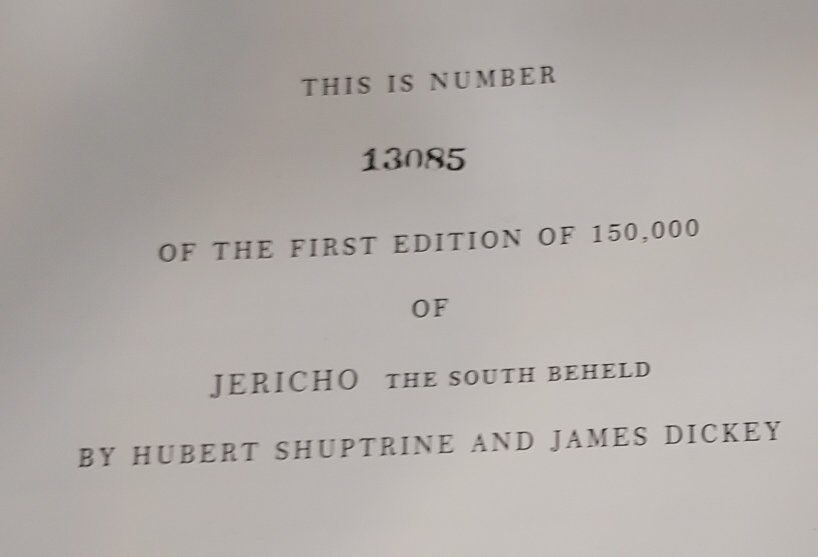 THIS IS NUMBER
13085
OF THE FIRST EDITION OF 150,000
OF
JERICHO THE SOUTH BEHELD
BY HUBERT SHUPTRINE AND JAMES DICKEY